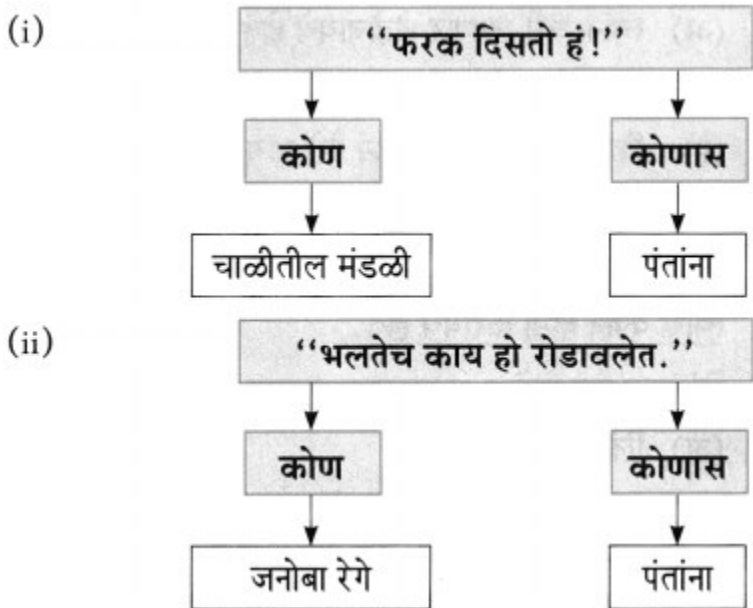 (i)
“फरक दिसतो हं!”
कोण कोणास
चाळीतील मंडळी पंतांना
(ii)
“भलतेच काय हो रोडावलेत.”
कोण कोणास
जनोबा रेगे पंतांना